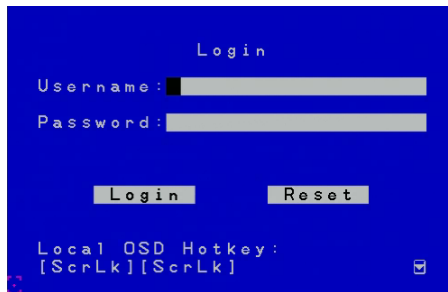 Login
Username:
Password:
Login Reset
Local OSD Hotkey:
[ScrLk][ScrLk]